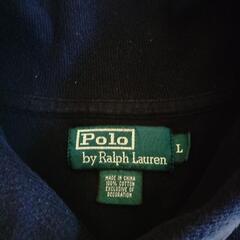 Polo
by Ralph Lauren
L
MADE IN CHINA
100% COTTON
EXCLUSIVE OF
DECORATION